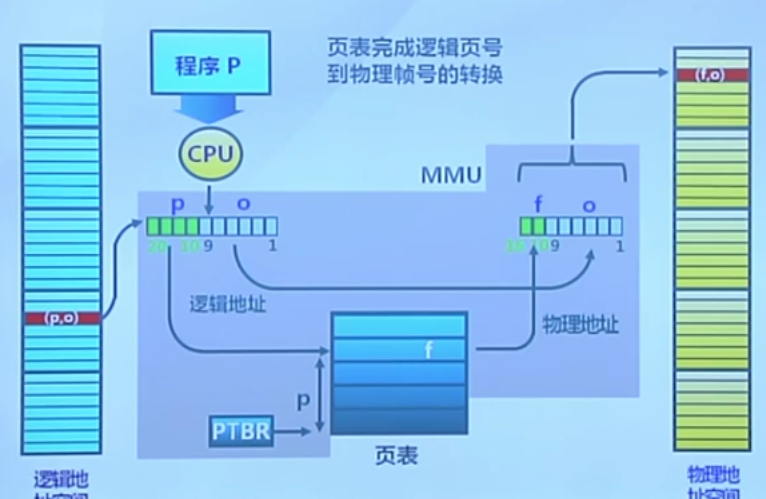 程序 P
页表完成逻辑页号
到物理帧号的转换
(f,o)
CPU
MMU
p o
f o
20 10 9 1
16 10 9 1
逻辑地址
物理地址
(p,o)
f
p
PTBR
页表
逻辑地
址空间
物理地
址空间